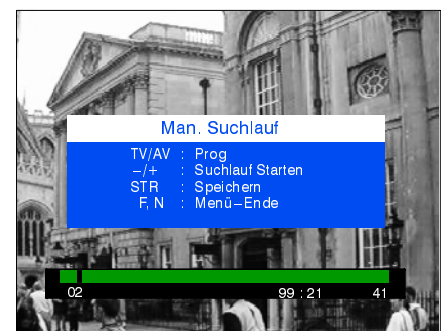 Man. Suchlauf
TV/AV : Prog
–/+ : Suchlauf Starten
STR : Speichern
F, N : Menü–Ende
02 99 : 21 41